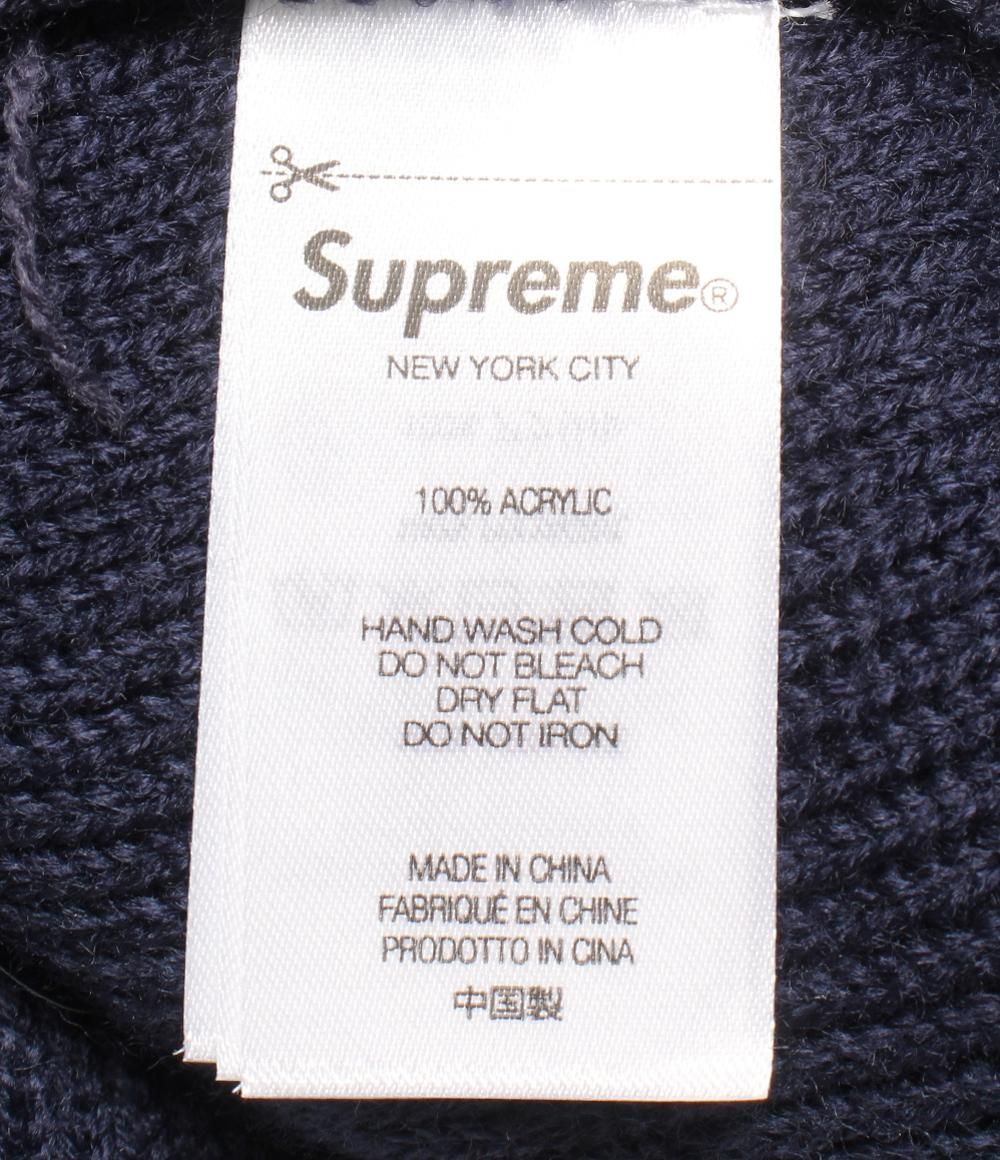 Supreme®
NEW YORK CITY
100% ACRYLIC
HAND WASH COLD
DO NOT BLEACH
DRY FLAT
DO NOT IRON
MADE IN CHINA
FABRIQUÉ EN CHINE
PRODOTTO IN CINA
中国製